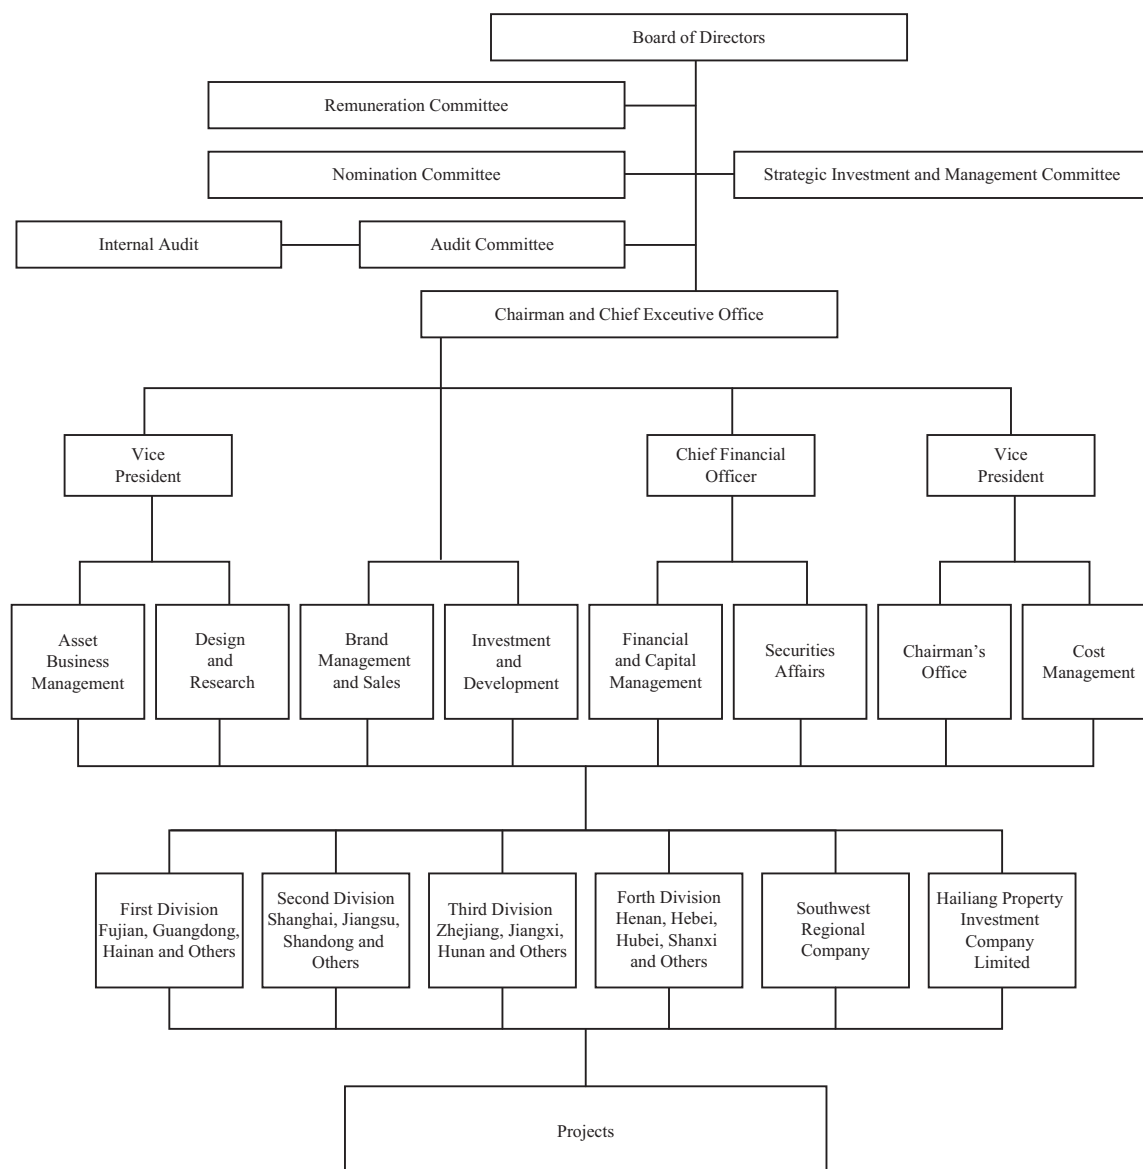 Board of Directors
Remuneration Committee
Nomination Committee
Strategic Investment and Management Committee
Internal Audit
Audit Committee
Chairman and Chief Exceutive Office
Vice
President
Chief Financial
Officer
Vice
President
Asset
Business
Management
Design
and
Research
Brand
Management
and Sales
Investment
and
Development
Financial
and Capital
Management
Securities
Affairs
Chairman’s
Office
Cost
Management
First Division
Fujian, Guangdong,
Hainan and Others
Second Division
Shanghai, Jiangsu,
Shandong and
Others
Third Division
Zhejiang, Jiangxi,
Hunan and Others
Forth Division
Henan, Hebei,
Hubei, Shanxi
and Others
Southwest
Regional
Company
Hailiang Property
Investment
Company
Limited
Projects